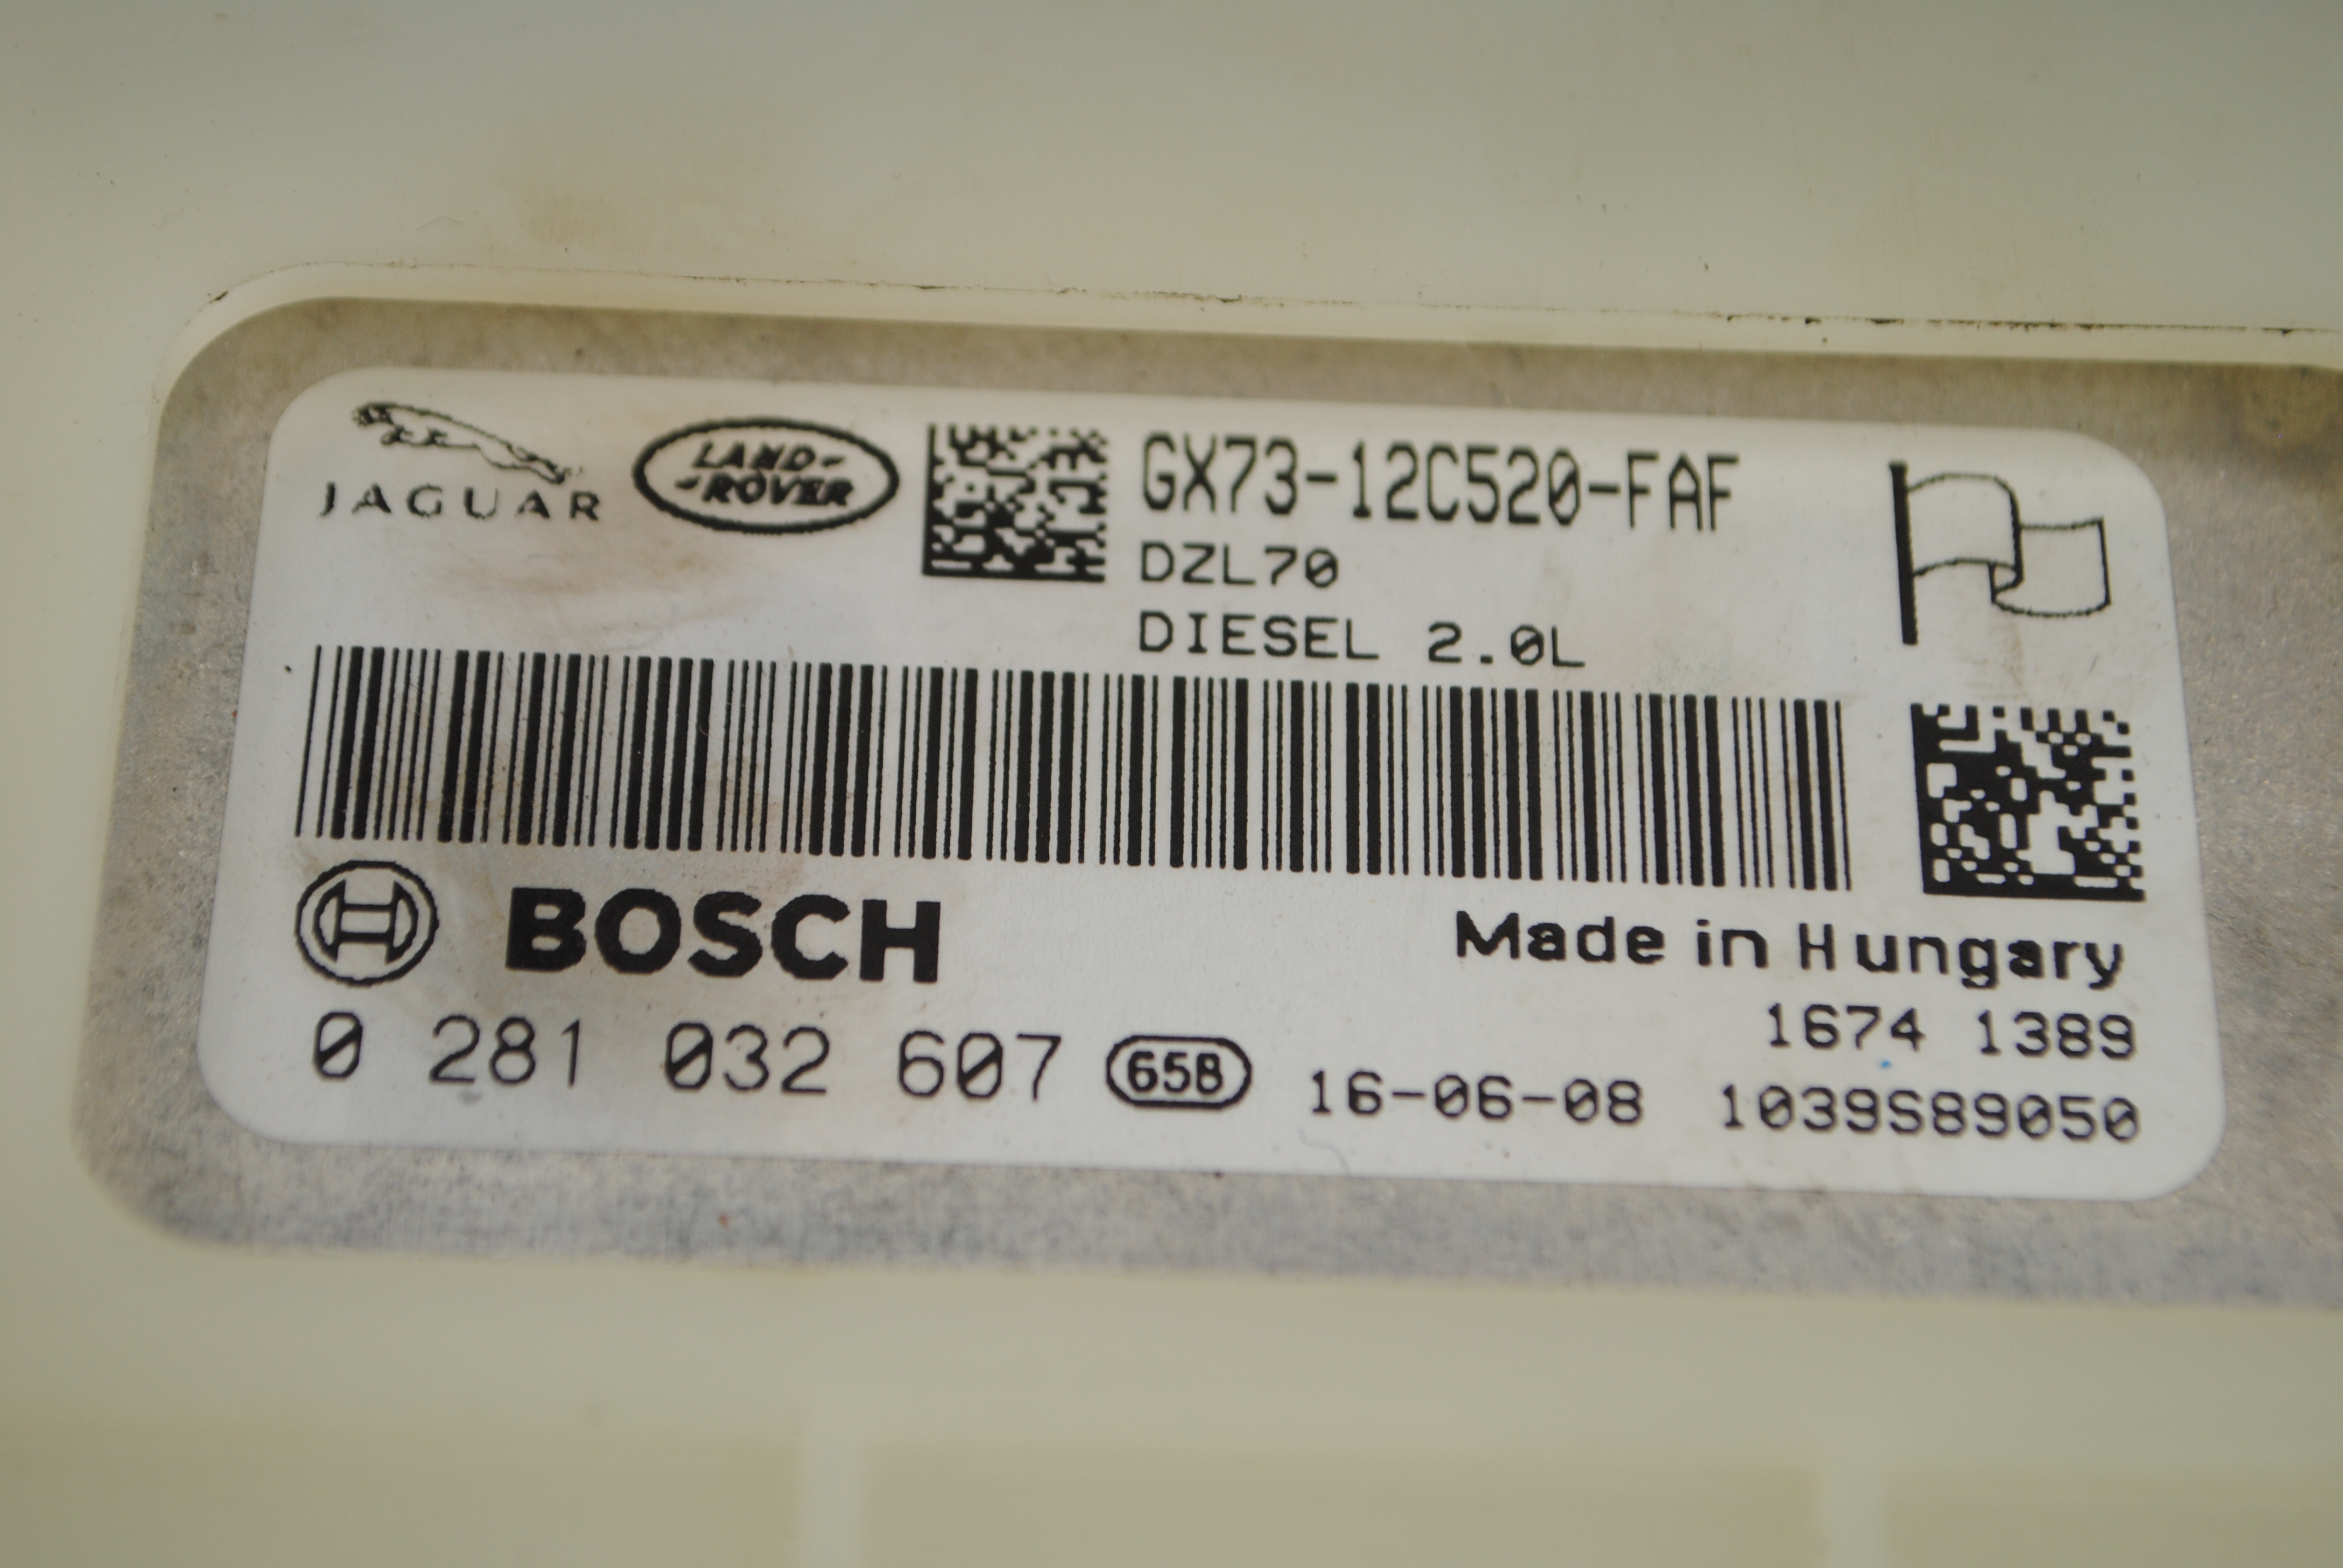 JAGUAR
LAND-
-ROVER
GX73-12C520-FAF
DZL70
DIESEL 2.0L
BOSCH
Made in Hungary
1674 1389
0 281 032 607 65B 16-06-08 1039S89050